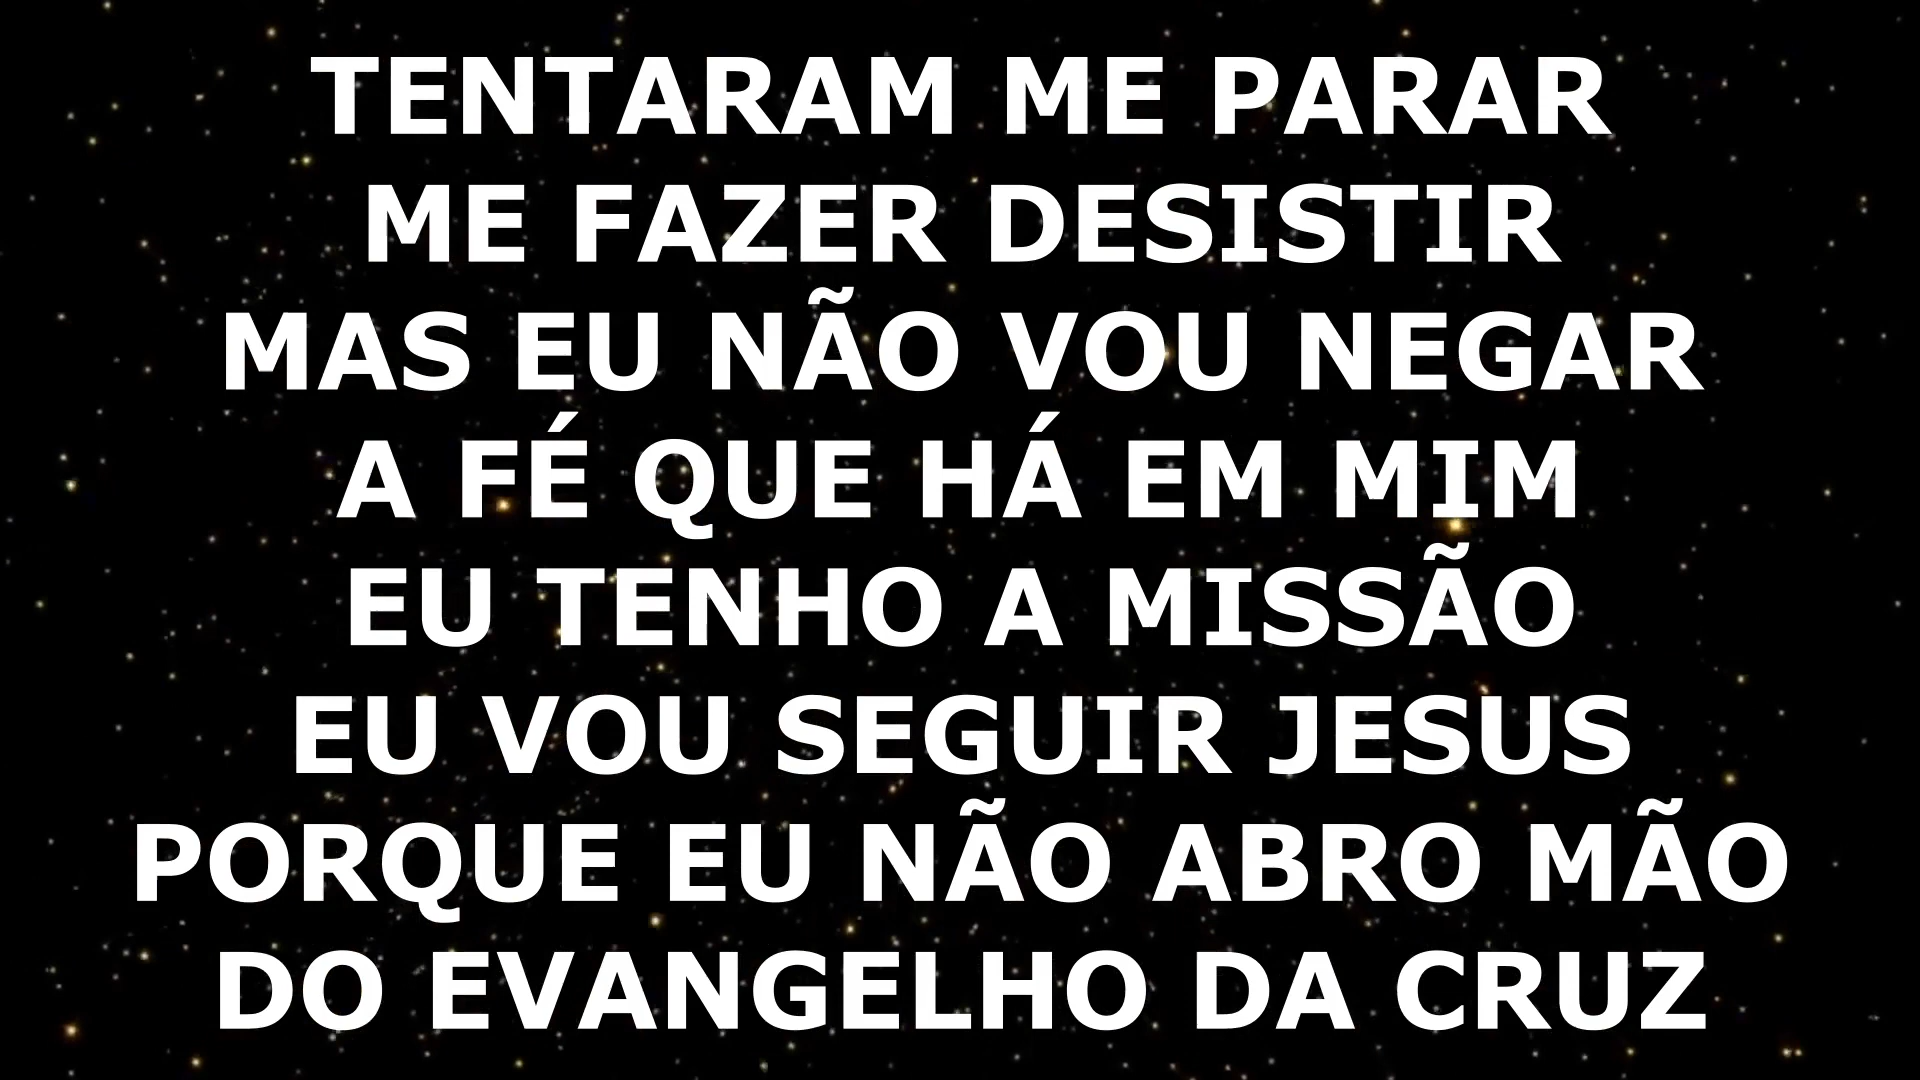 TENTARAM ME PARAR
ME FAZER DESISTIR
MAS EU NÃO VOU NEGAR
A FÉ QUE HÁ EM MIM
EU TENHO A MISSÃO
EU VOU SEGUIR JESUS
PORQUE EU NÃO ABRO MÃO
DO EVANGELHO DA CRUZ